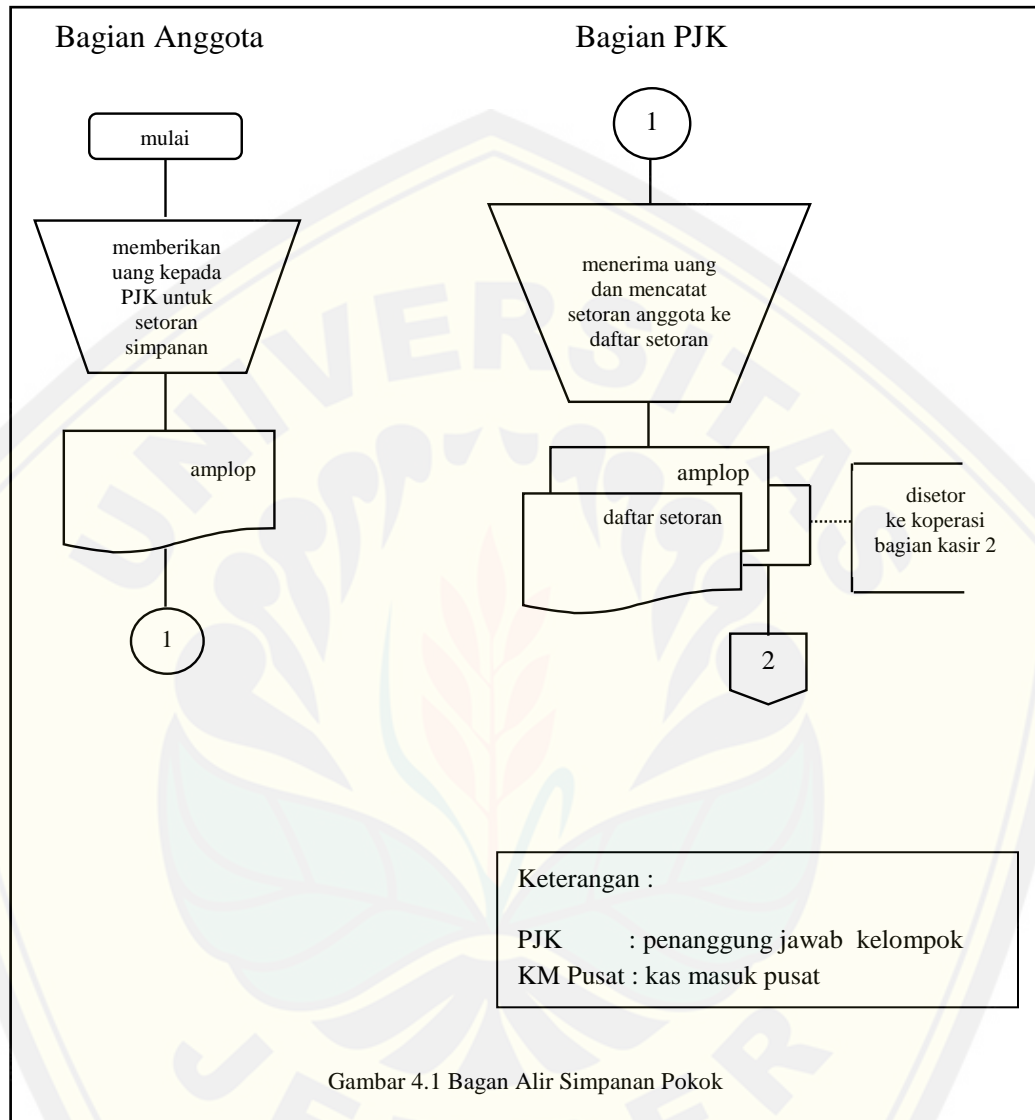 Bagian Anggota
Bagian PJK
mulai
memberikan
uang kepada
PJK untuk
setoran
simpanan
amplop
1
1
menerima uang
dan mencatat
setoran anggota ke
daftar setoran
amplop
daftar setoran
disetor
ke koperasi
bagian kasir 2
2
Keterangan :
PJK : penanggung jawab kelompok
KM Pusat : kas masuk pusat
Gambar 4.1 Bagan Alir Simpanan Pokok
UNIVERSITAS
JEMBER